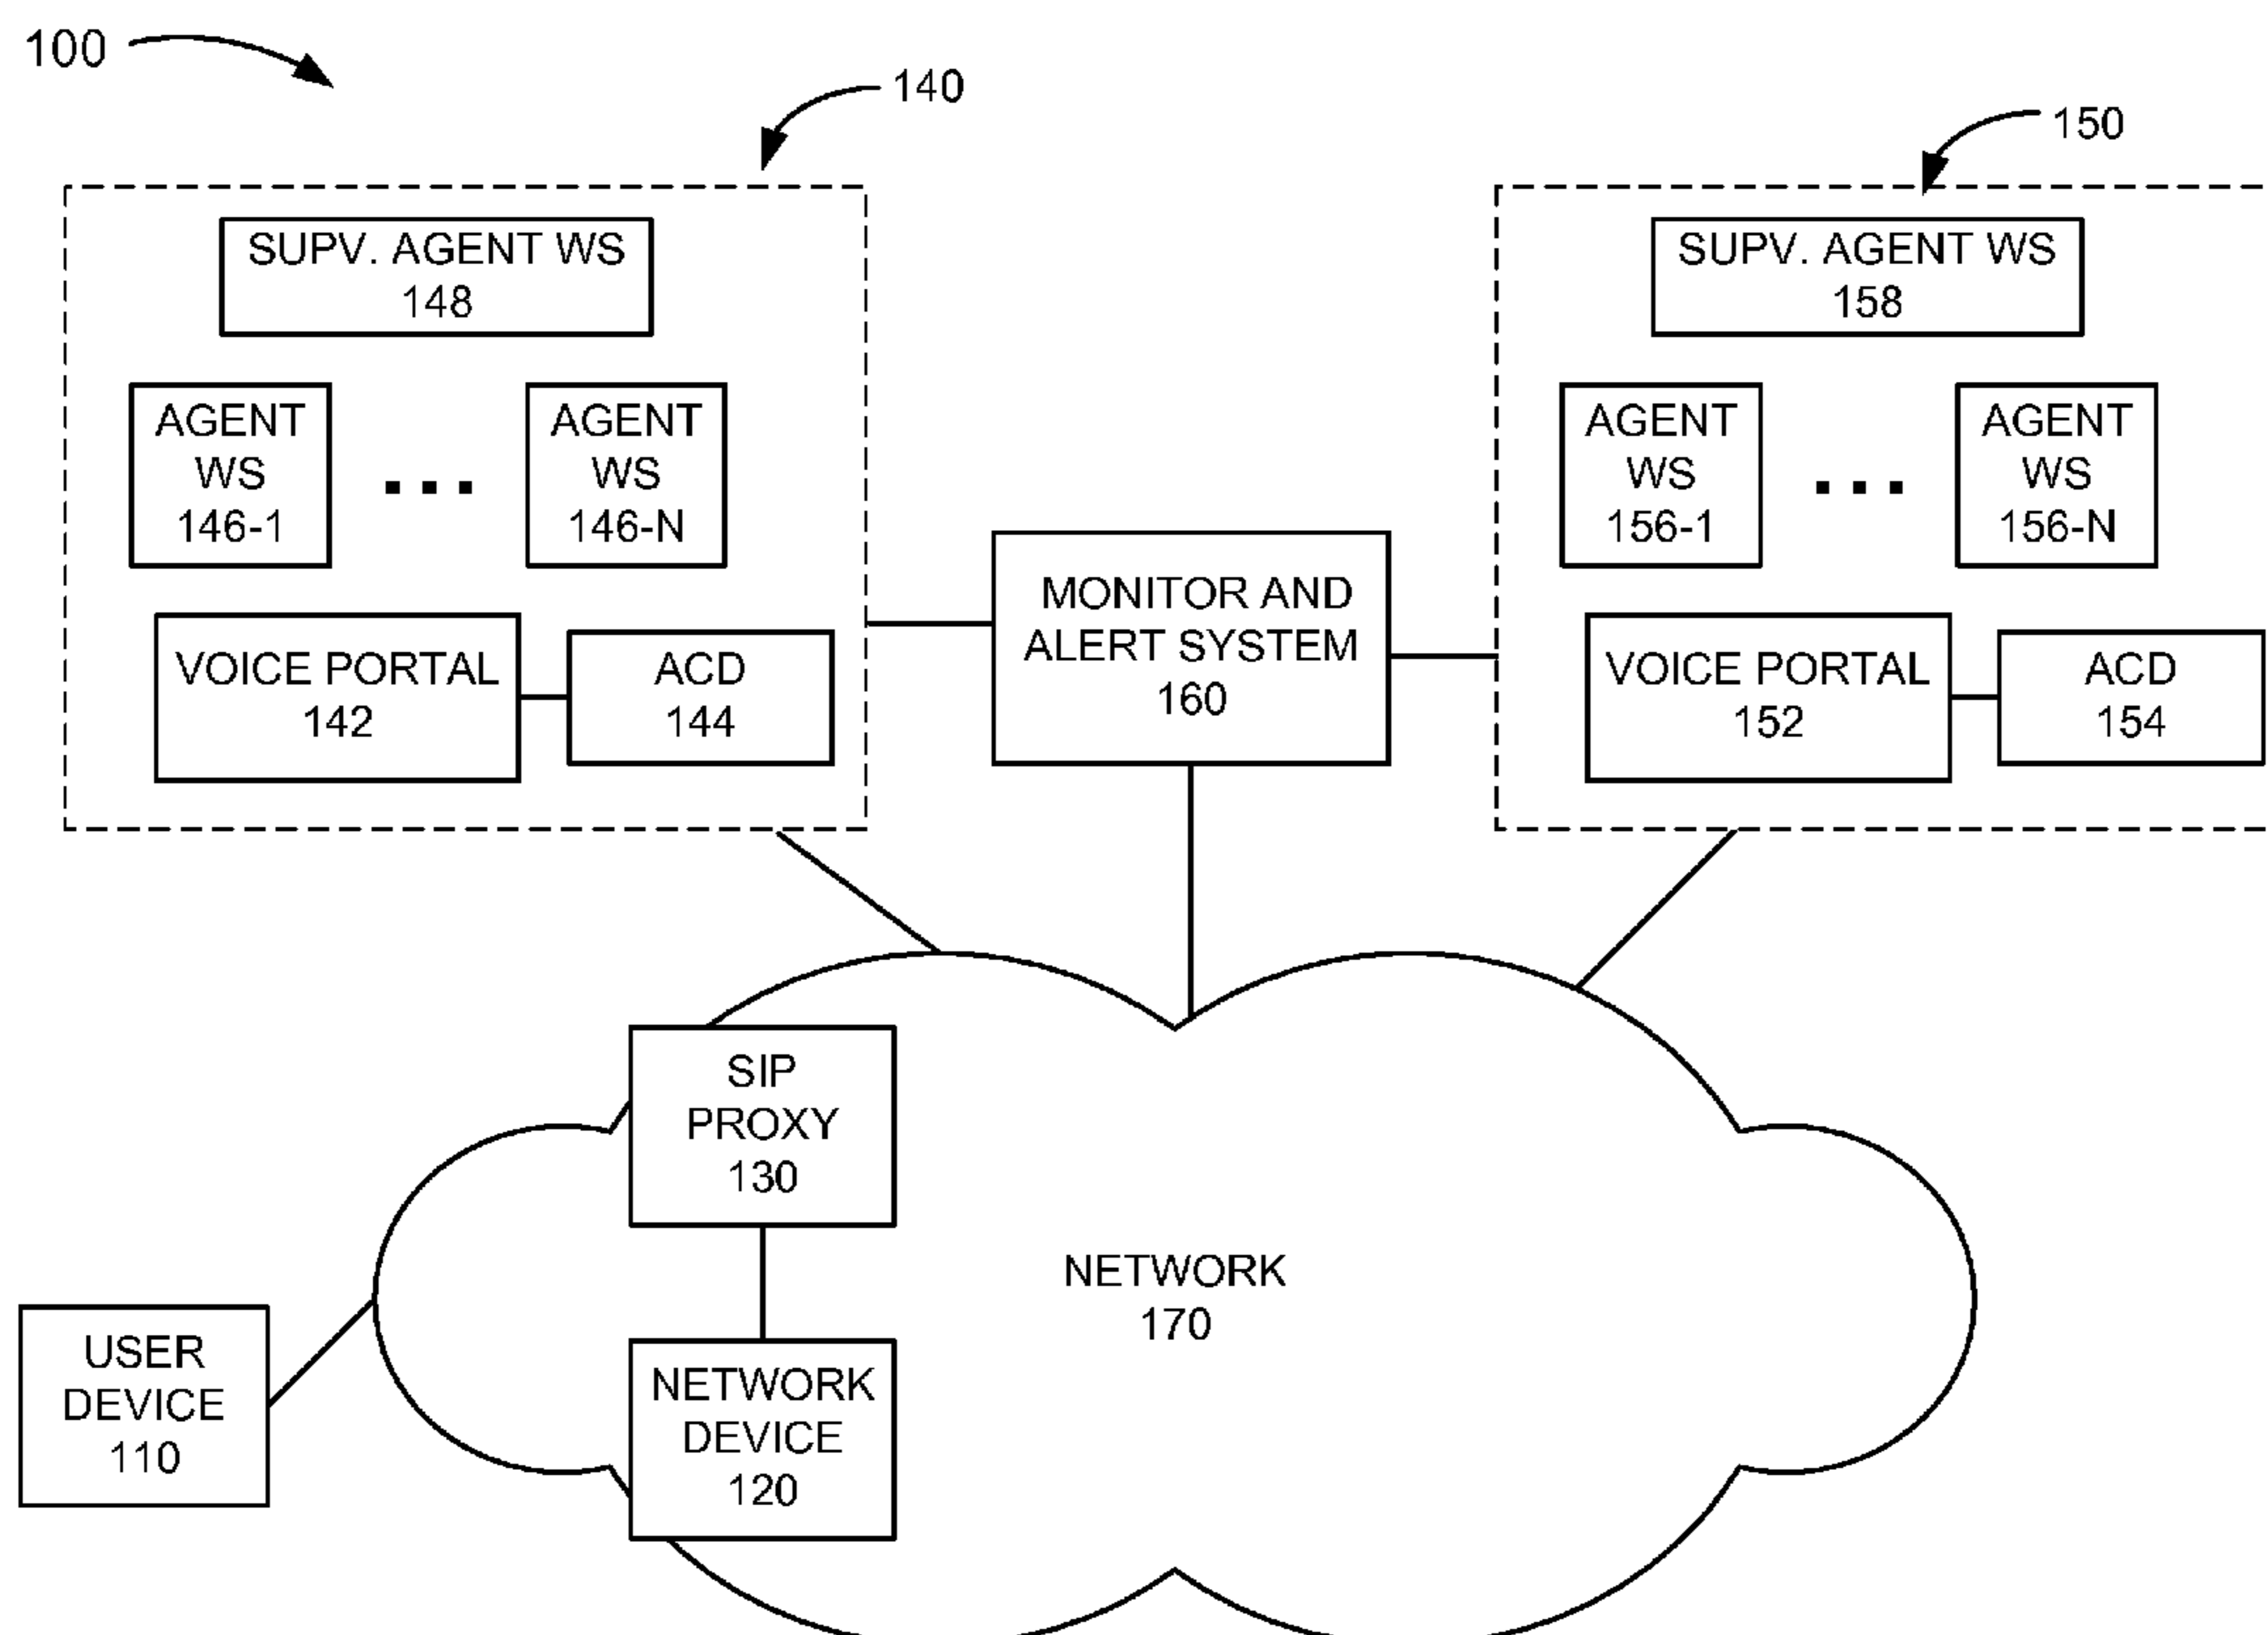 100
140
150
SUPV. AGENT WS
148
AGENT
WS
146-1
AGENT
WS
146-N
VOICE PORTAL
142
ACD
144
MONITOR AND
ALERT SYSTEM
160
SUPV. AGENT WS
158
AGENT
WS
156-1
AGENT
WS
156-N
VOICE PORTAL
152
ACD
154
SIP
PROXY
130
NETWORK
170
USER
DEVICE
110
NETWORK
DEVICE
120